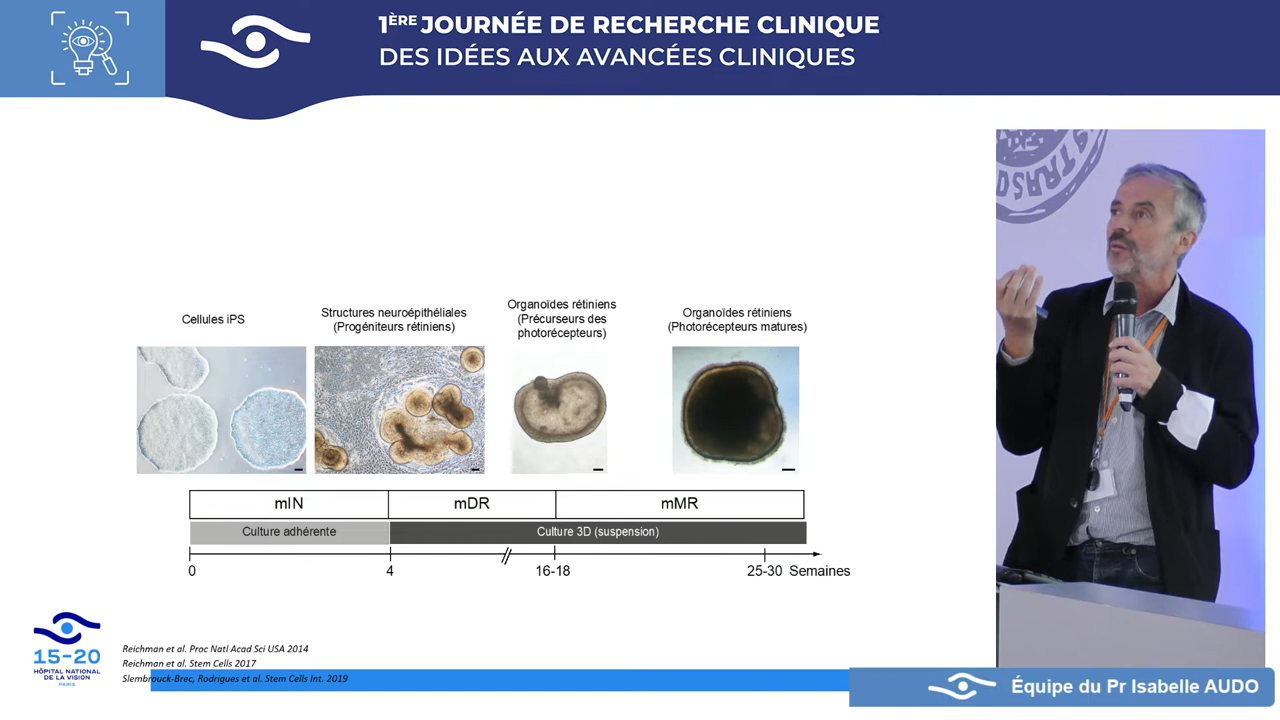 1ÈRE JOURNÉE DE RECHERCHE CLINIQUE
DES IDÉES AUX AVANCÉES CLINIQUES
Cellules iPS
Structures neuroépithéliales
(Progéniteurs rétiniens)
Organoïdes rétiniens
(Précurseurs des
photorécepteurs)
Organoïdes rétiniens
(Photorécepteurs matures)
mIN
mDR
mMR
Culture adhérente
Culture 3D (suspension)
0
4
16-18
25-30 Semaines
15-20
HÔPITAL NATIONAL
DE LA VISION
PARIS
Reichman et al. Proc Natl Acad Sci USA 2014
Reichman et al. Stem Cells 2017
Slembrouck-Brec, Rodrigues et al. Stem Cells Int. 2019
Équipe du Pr Isabelle AUDO